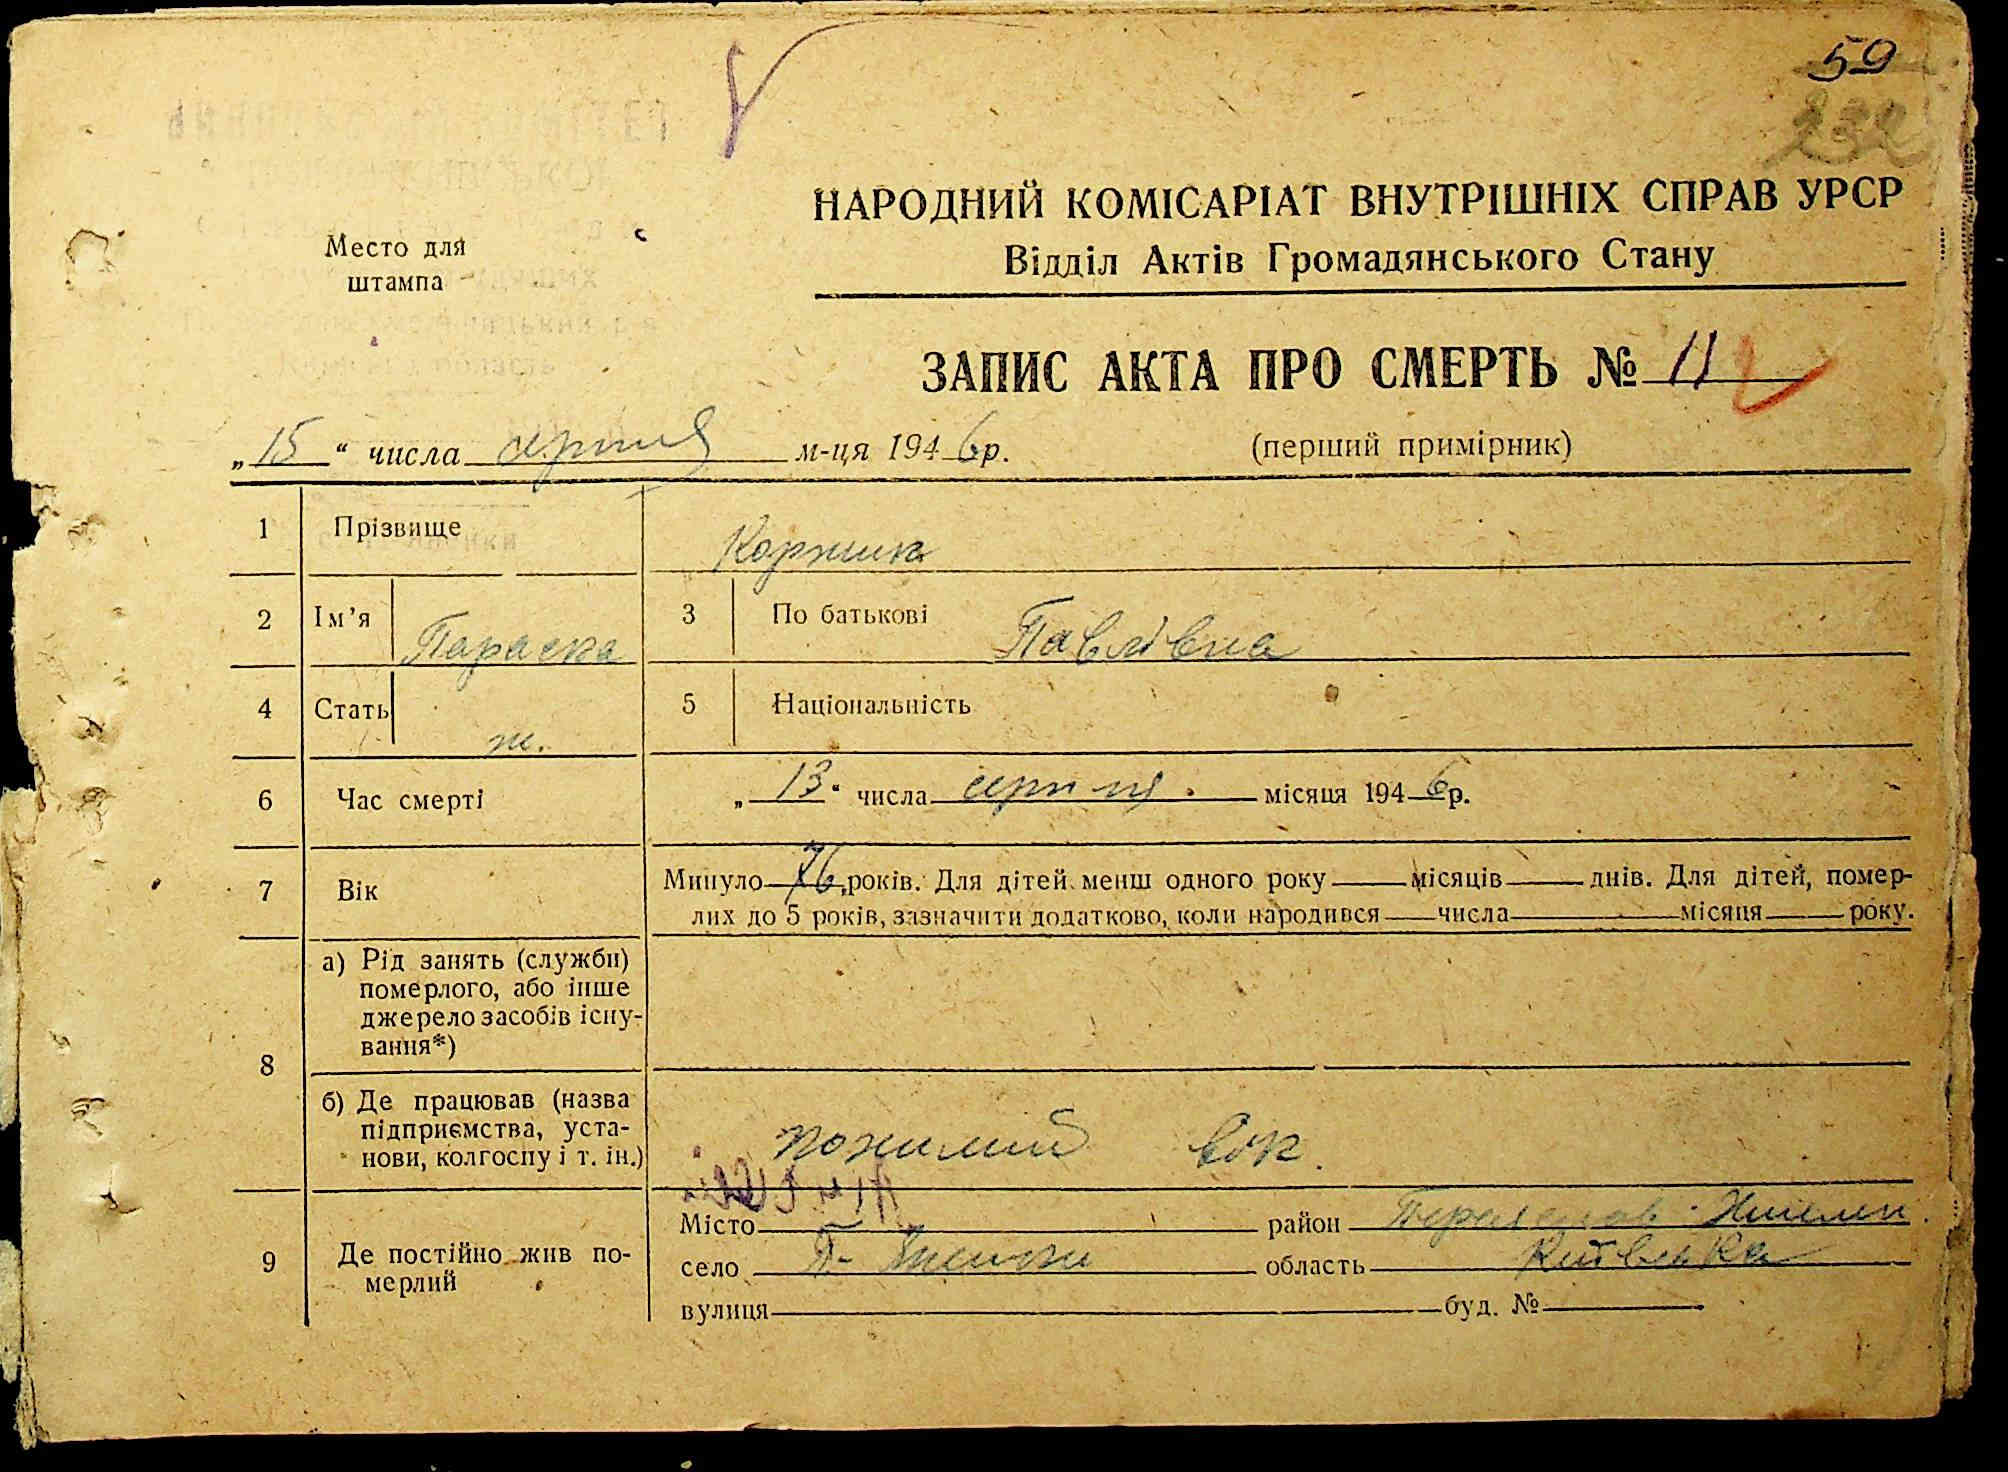 59
232
НАРОДНИЙ КОМІСАРІАТ ВНУТРІШНІХ СПРАВ УРСР
Відділ Актів Громадянського Стану
Место для
штампа
ЗАПИС АКТА ПРО СМЕРТЬ № 11
„15“ числа серпня м-ця 1946р.
(перший примірник)
1 Прізвище Коржик
2 Ім’я Параска 3 По батькові Павлівна
4 Стать ж. 5 Національність
6 Час смерті „13“ числа серпня місяця 1946р.
7 Вік Минуло 76 років. Для дітей менш одного року місяців днів. Для дітей, помер-
лих до 5 років, зазначити додатково, коли народився числа місяця року.
8 а) Рід занять (служби)
померлого, або інше
джерело засобів існу-
вання*)
б) Де працював (назва
підприємства, уста-
нови, колгоспу і т. ін.)
похилий вік.
9 Де постійно жив по-
мерлий
Місто район Переяслав-Хмельн.
село область Київська
вулиця буд. №